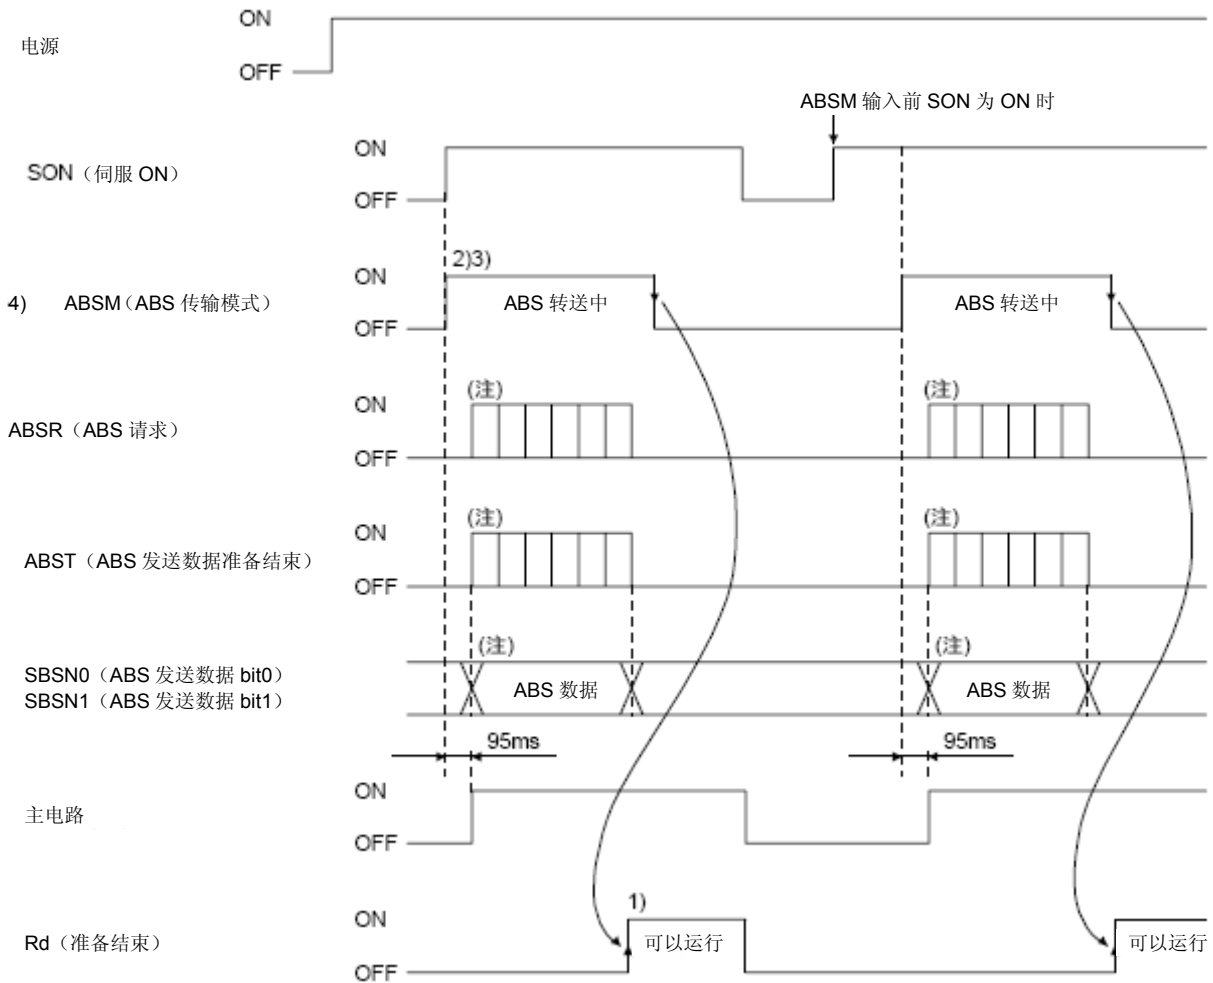 ON
电源
OFF
ABSM 输入前 SON 为 ON 时
ON
SON（伺服 ON）
OFF
2)3)
ON
4) ABSM（ABS 传输模式） ABS 转送中 ABS 转送中
OFF
(注) (注)
ON
ABSR（ABS 请求）
OFF
(注) (注)
ON
ABST（ABS 发送数据准备结束）
OFF
(注) (注)
SBSN0（ABS 发送数据 bit0）
ABS 数据 ABS 数据
SBSN1（ABS 发送数据 bit1）
95ms 95ms
ON
主电路
OFF
1)
ON
Rd（准备结束） 可以运行 可以运行
OFF